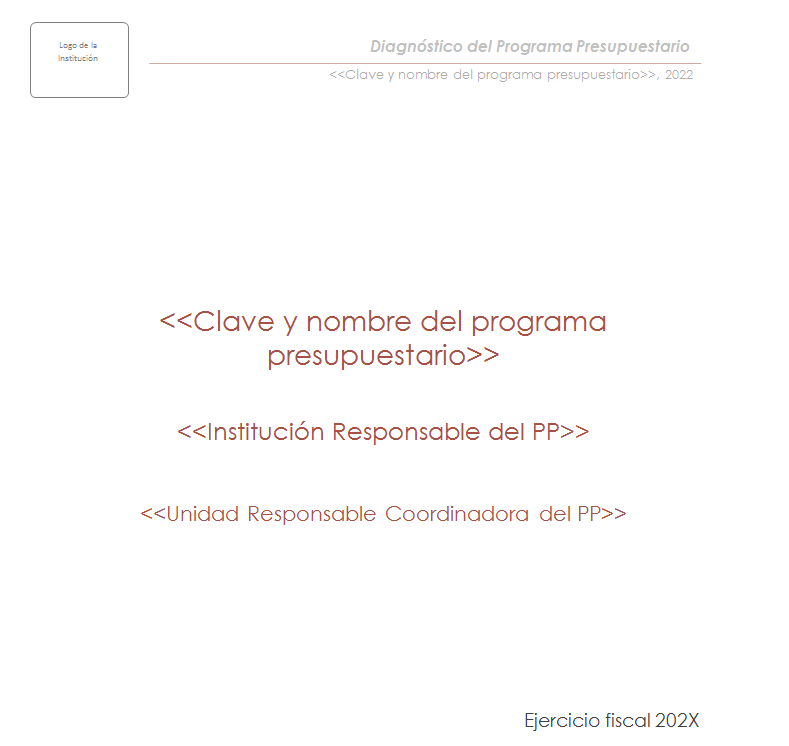 Logo de la
Institución
Diagnóstico del Programa Presupuestario
<<Clave y nombre del programa presupuestario>>, 2022
<<Clave y nombre del programa
presupuestario>>
<<Institución Responsable del PP>>
<<Unidad Responsable Coordinadora del PP>>
Ejercicio fiscal 202X